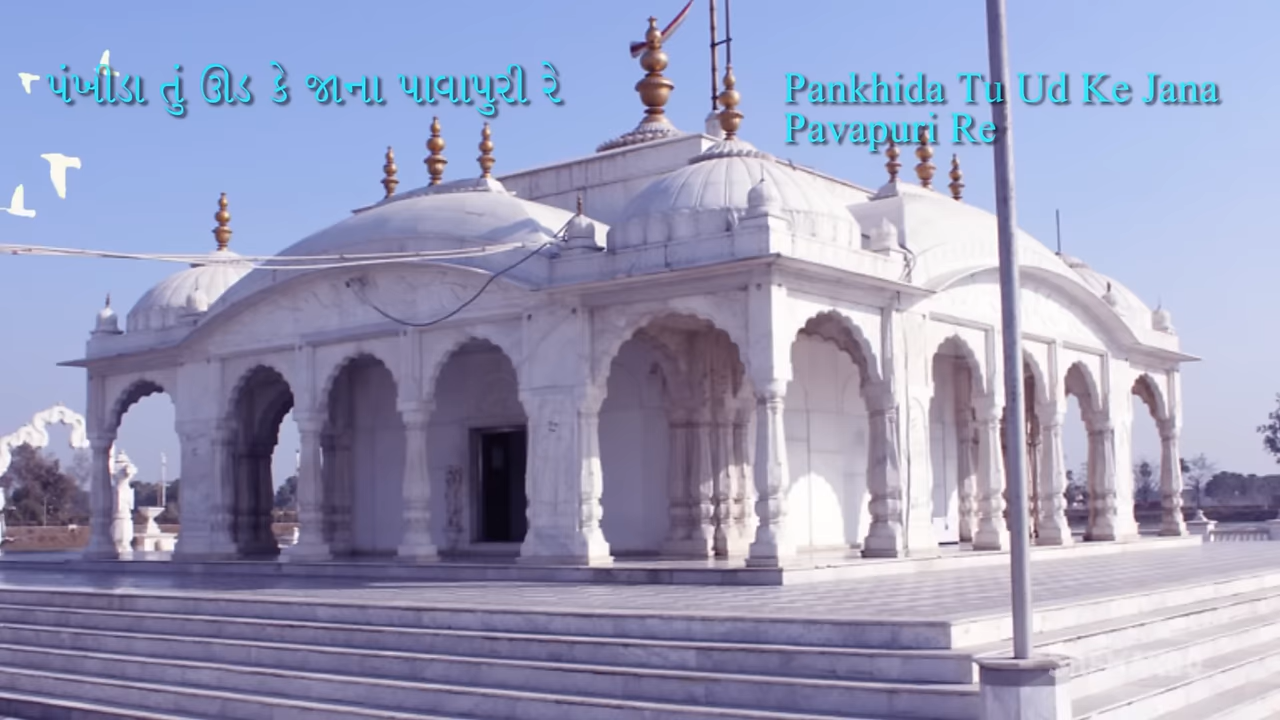 પંખીડા તું ઊડ કે જાના પાવાપુરી રે
Pankhida Tu Ud Ke Jana
Pavapuri Re